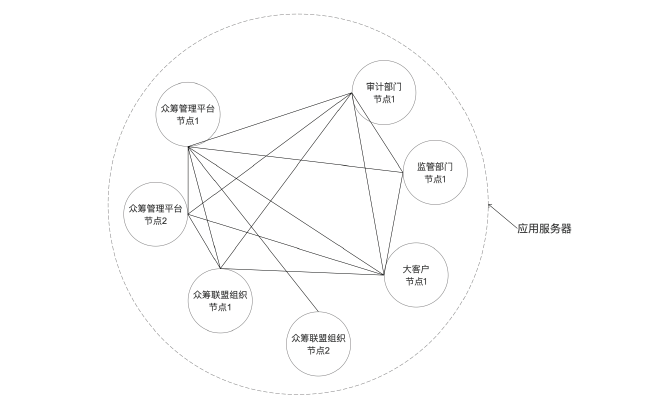 审计部门
节点1
众筹管理平台
节点1
监管部门
节点1
众筹管理平台
节点2
应用服务器
大客户
节点1
众筹联盟组织
节点1
众筹联盟组织
节点2